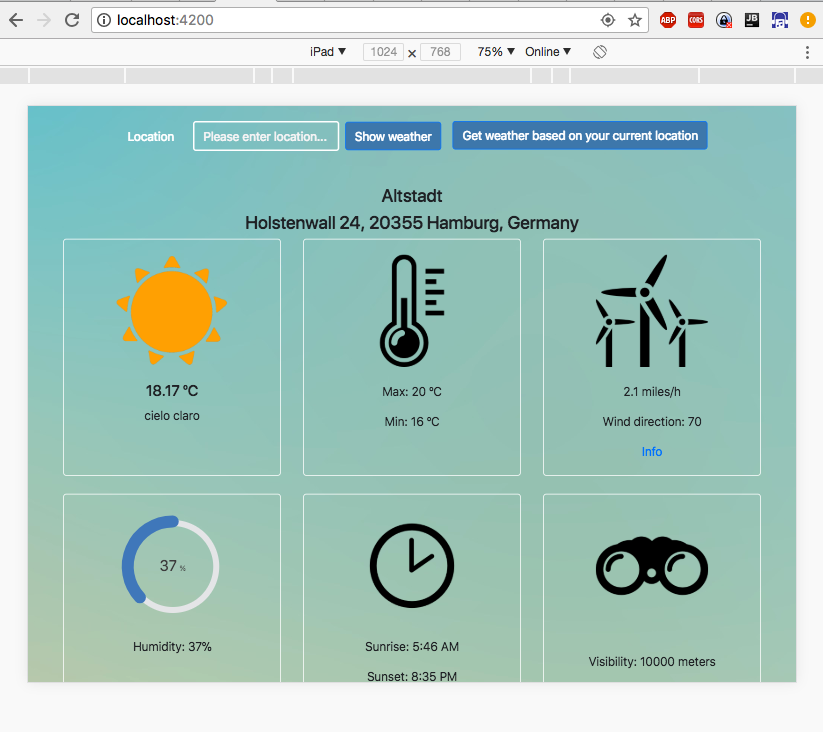 localhost:4200
ABP
CORS
JB
iPad ▼ 1024 × 768 75% ▼ Online ▼
Location Please enter location... Show weather Get weather based on your current location
Altstadt
Holstenwall 24, 20355 Hamburg, Germany
18.17 ºC
cielo claro
Max: 20 ºC
Min: 16 ºC
2.1 miles/h
Wind direction: 70
Info
37 %
Humidity: 37%
Sunrise: 5:46 AM
Sunset: 8:35 PM
Visibility: 10000 meters